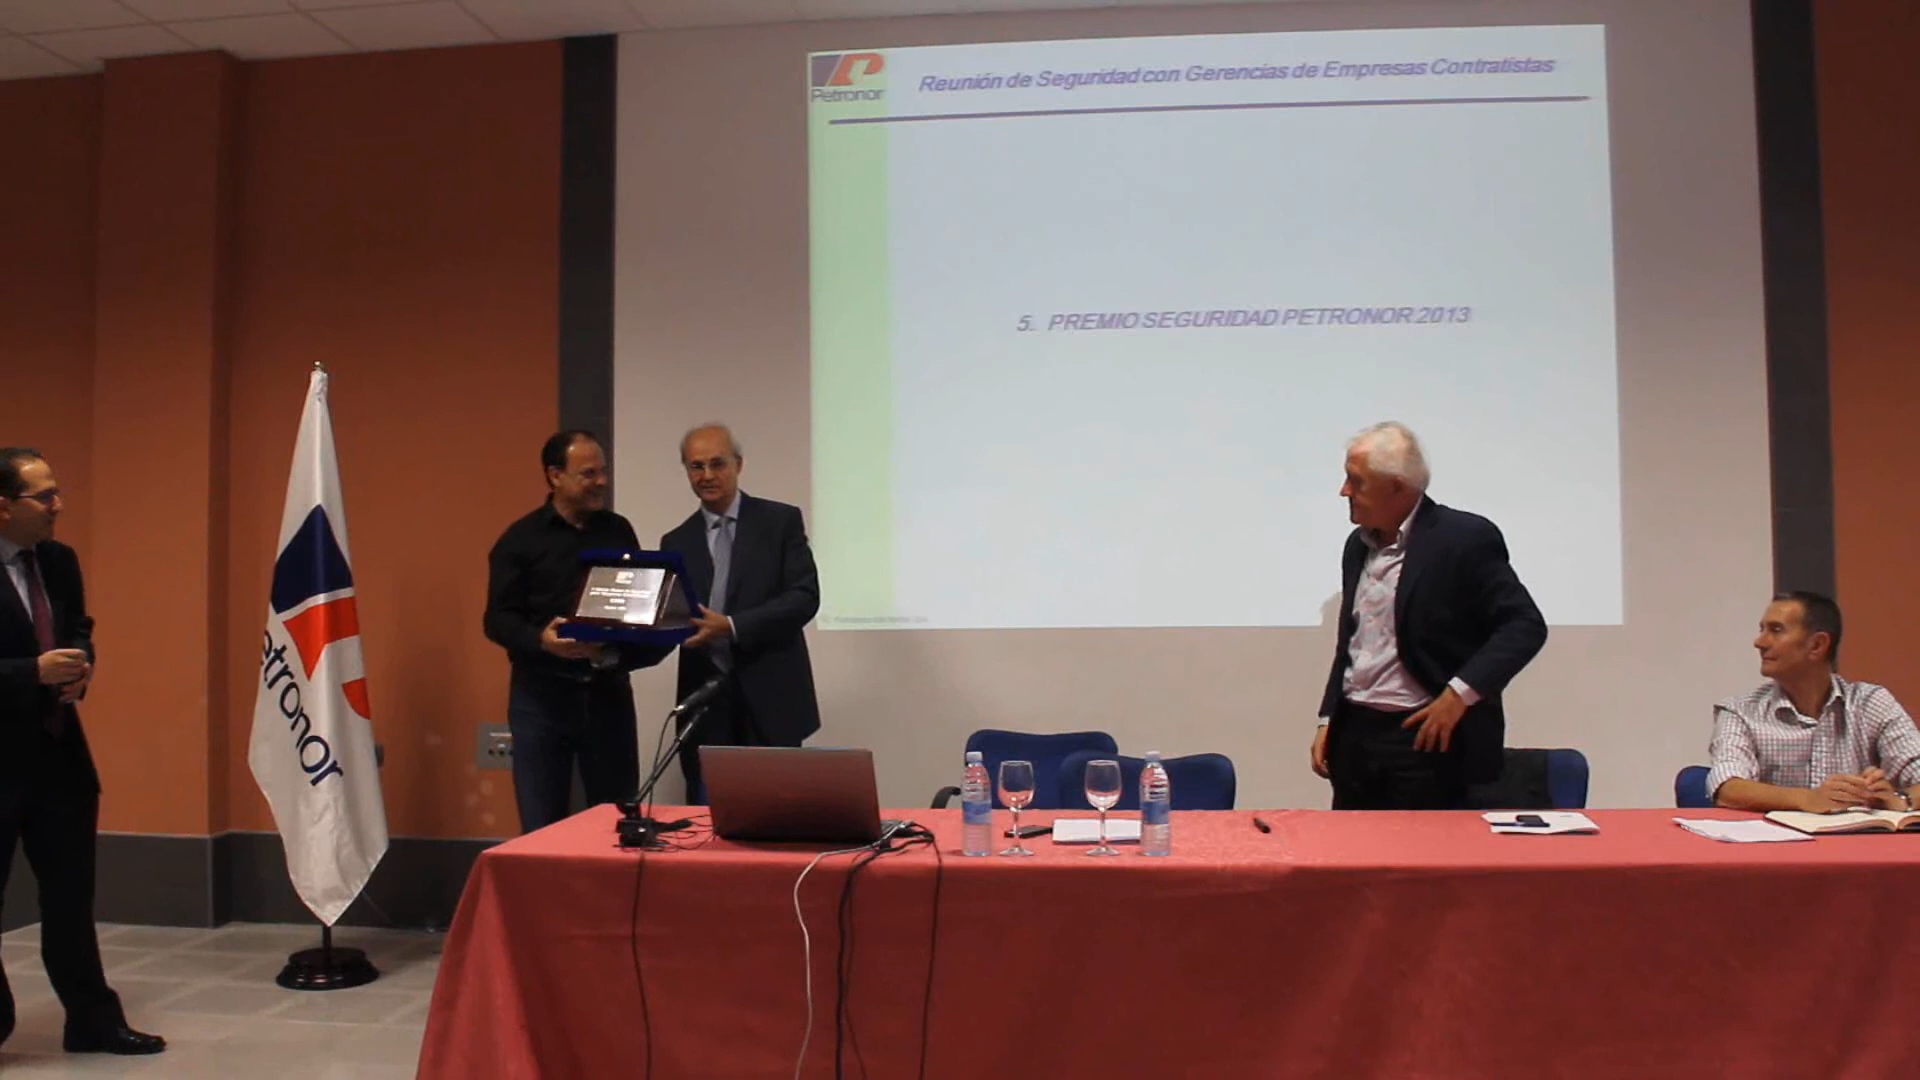 Petronor
Reunión de Seguridad con Gerencias de Empresas Contratistas
5. PREMIO SEGURIDAD PETRONOR 2013
etronor